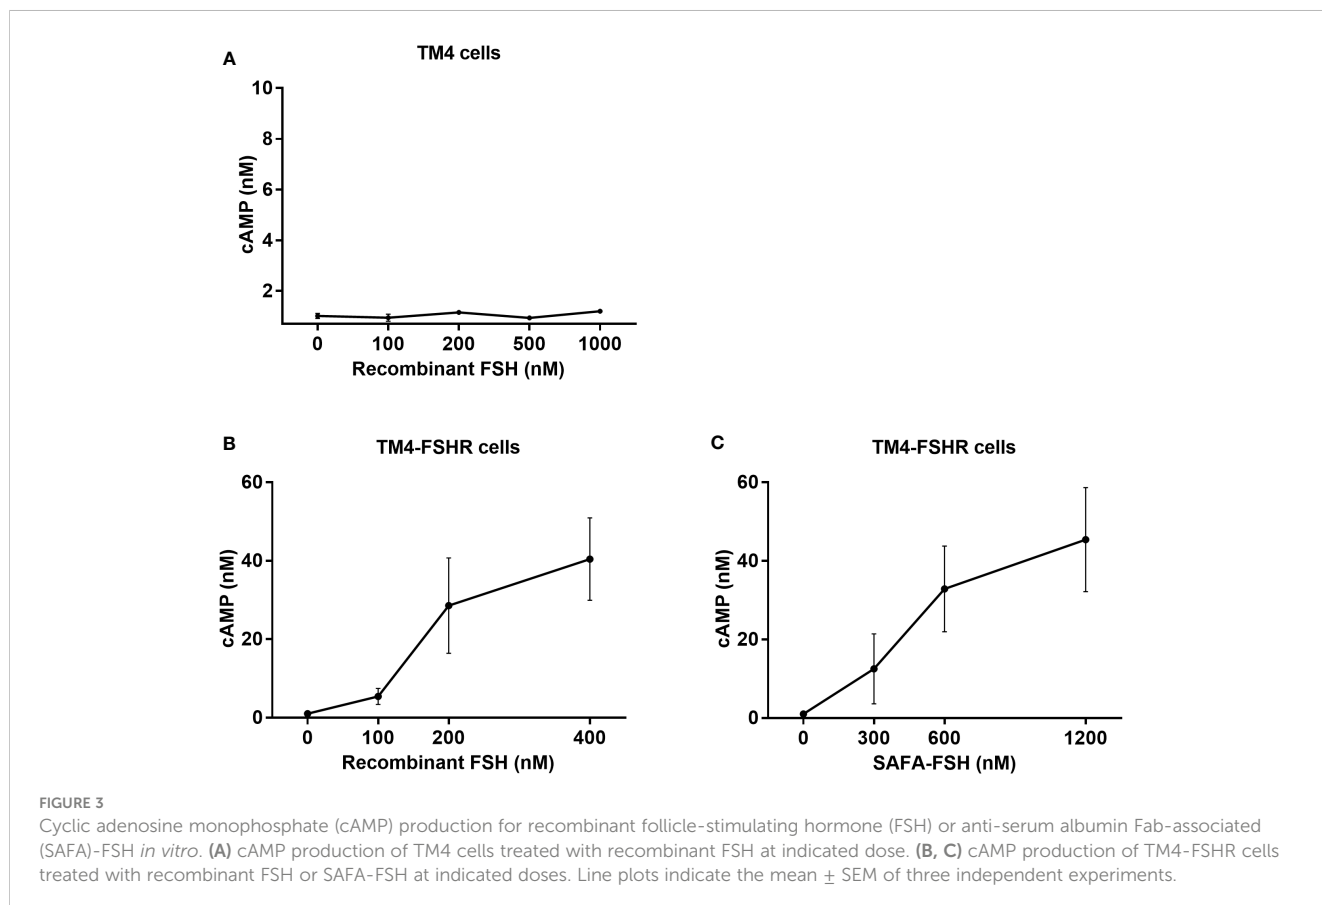 A
TM4 cells
10
8
6
4
2
cAMP (nM)
0 100 200 500 1000
Recombinant FSH (nM)
B
TM4-FSHR cells
60
40
20
0
cAMP (nM)
0 100 200 400
Recombinant FSH (nM)
C
TM4-FSHR cells
60
40
20
0
cAMP (nM)
0 300 600 1200
SAFA-FSH (nM)
FIGURE 3
Cyclic adenosine monophosphate (cAMP) production for recombinant follicle-stimulating hormone (FSH) or anti-serum albumin Fab-associated
(SAFA)-FSH in vitro. (A) cAMP production of TM4 cells treated with recombinant FSH at indicated dose. (B, C) cAMP production of TM4-FSHR cells
treated with recombinant FSH or SAFA-FSH at indicated doses. Line plots indicate the mean ± SEM of three independent experiments.